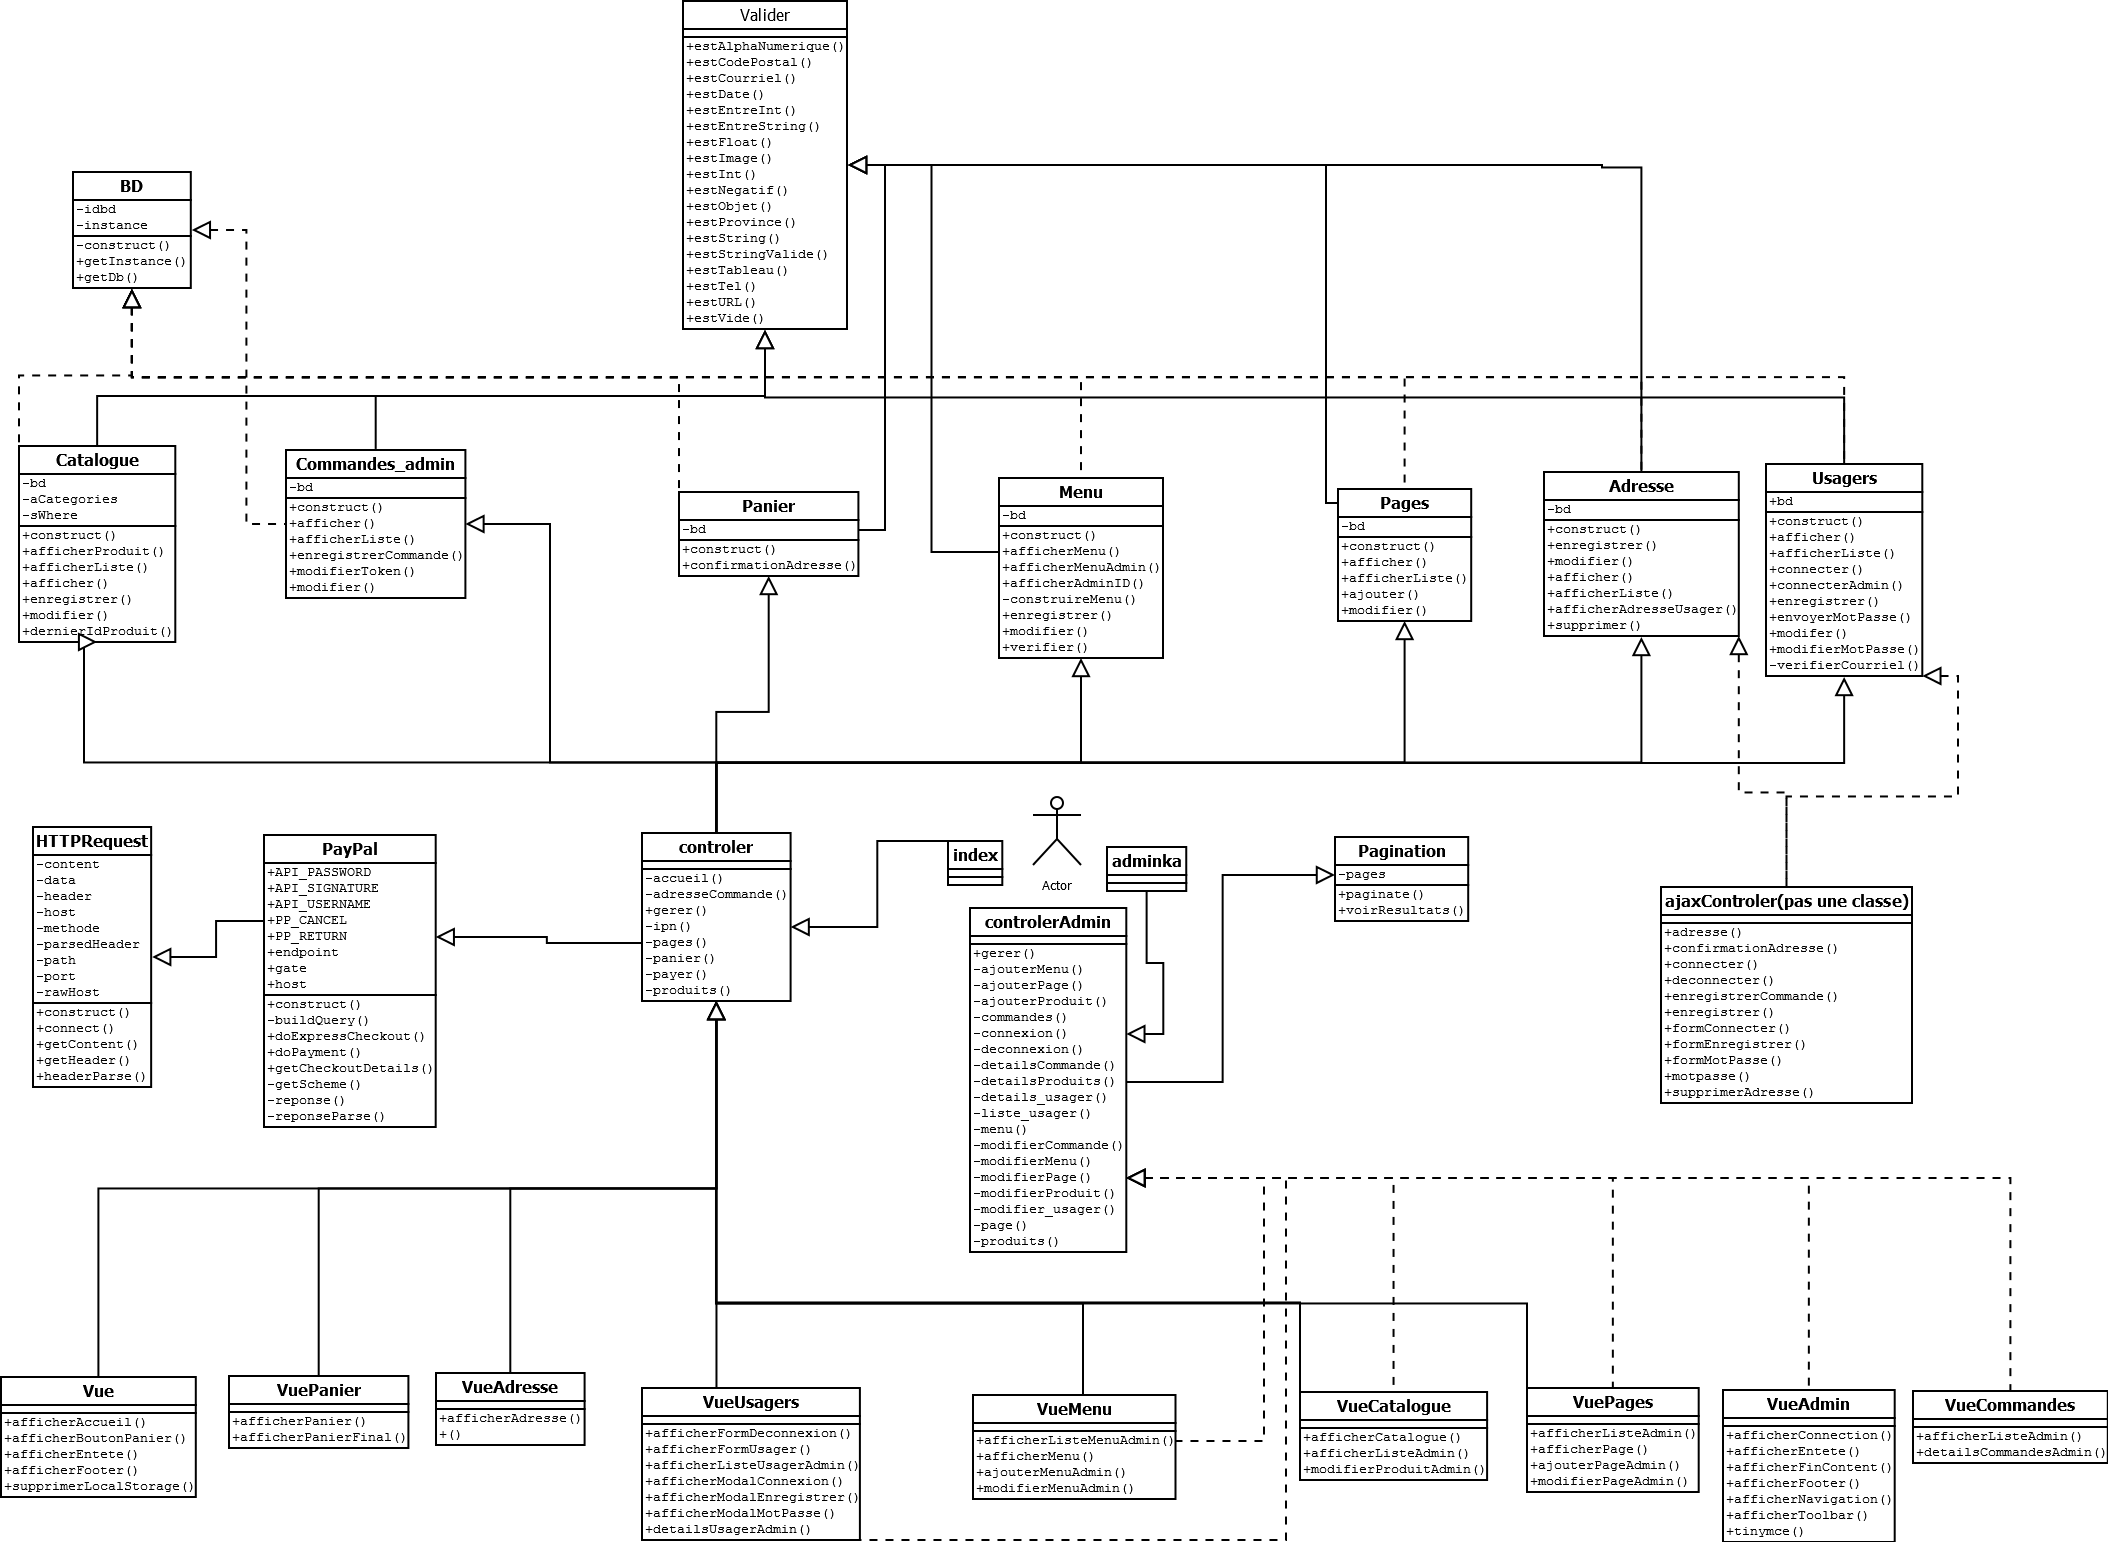 Valider
+estAlphaNumerique()
+estCodePostal()
+estCourriel()
+estDate()
+estEntreInt()
+estEntreString()
+estFloat()
+estImage()
+estInt()
+estNegatif()
+estObjet()
+estProvince()
+estString()
+estStringValide()
+estTableau()
+estTel()
+estURL()
+estVide()
BD
-idbd
-instance
-construct()
+getInstance()
+getDb()
Catalogue
-bd
-aCategories
-sWhere
+construct()
+afficherProduit()
+afficherListe()
+afficher()
+enregistrer()
+modifier()
+dernierIdProduit()
Commandes_admin
-bd
+construct()
+afficher()
+afficherListe()
+enregistrerCommande()
+modifierToken()
+modifier()
Panier
-bd
+construct()
+confirmationAdresse()
Menu
-bd
+construct()
+afficherMenu()
+afficherMenuAdmin()
+afficherAdminID()
-construireMenu()
+enregistrer()
+modifier()
+verifier()
Pages
-bd
+construct()
+afficher()
+afficherListe()
+ajouter()
+modifier()
Adresse
-bd
+construct()
+enregistrer()
+modifier()
+afficher()
+afficherListe()
+afficherAdresseUsager()
+supprimer()
Usagers
+bd
+construct()
+afficher()
+afficherListe()
+connecter()
+connecterAdmin()
+enregistrer()
+envoyerMotPasse()
+modifer()
+modifierMotPasse()
-verifierCourriel()
HTTPRequest
-content
-data
-header
-host
-methode
-parsedHeader
-path
-port
-rawHost
+construct()
+connect()
+getContent()
+getHeader()
+headerParse()
PayPal
+API_PASSWORD
+API_SIGNATURE
+API_USERNAME
+PP_CANCEL
+PP_RETURN
+endpoint
+gate
+host
+construct()
-buildQuery()
+doExpressCheckout()
+doPayment()
+getCheckoutDetails()
-getScheme()
-reponse()
-reponseParse()
controler
-accueil()
-adresseCommande()
+gerer()
-ipn()
-pages()
-panier()
-payer()
-produits()
index
Actor
adminka
controlerAdmin
+gerer()
-ajouterMenu()
-ajouterPage()
-ajouterProduit()
-commandes()
-connexion()
-deconnexion()
-detailsCommande()
-detailsProduits()
-details_usager()
-liste_usager()
-menu()
-modifierCommande()
-modifierMenu()
-modifierPage()
-modifierProduit()
-modifier_usager()
-page()
-produits()
Pagination
-pages
+paginate()
+voirResultats()
ajaxControler(pas une classe)
+adresse()
+confirmationAdresse()
+connecter()
+deconnecter()
+enregistrerCommande()
+enregistrer()
+formConnecter()
+formEnregistrer()
+formMotPasse()
+motpasse()
+supprimerAdresse()
Vue
+afficherAccueil()
+afficherBoutonPanier()
+afficherEntete()
+afficherFooter()
+supprimerLocalStorage()
VuePanier
+afficherPanier()
+afficherPanierFinal()
VueAdresse
+afficherAdresse()
+()
VueUsagers
+afficherFormDeconnexion()
+afficherFormUsager()
+afficherListeUsagerAdmin()
+afficherModalConnexion()
+afficherModalEnregistrer()
+afficherModalMotPasse()
+detailsUsagerAdmin()
VueMenu
+afficherListeMenuAdmin()
+afficherMenu()
+ajouterMenuAdmin()
+modifierMenuAdmin()
VueCatalogue
+afficherCatalogue()
+afficherListeAdmin()
+modifierProduitAdmin()
VuePages
+afficherListeAdmin()
+afficherPage()
+ajouterPageAdmin()
+modifierPageAdmin()
VueAdmin
+afficherConnection()
+afficherEntete()
+afficherFinContent()
+afficherFooter()
+afficherNavigation()
+afficherToolbar()
+tinymce()
VueCommandes
+afficherListeAdmin()
+detailsCommandesAdmin()